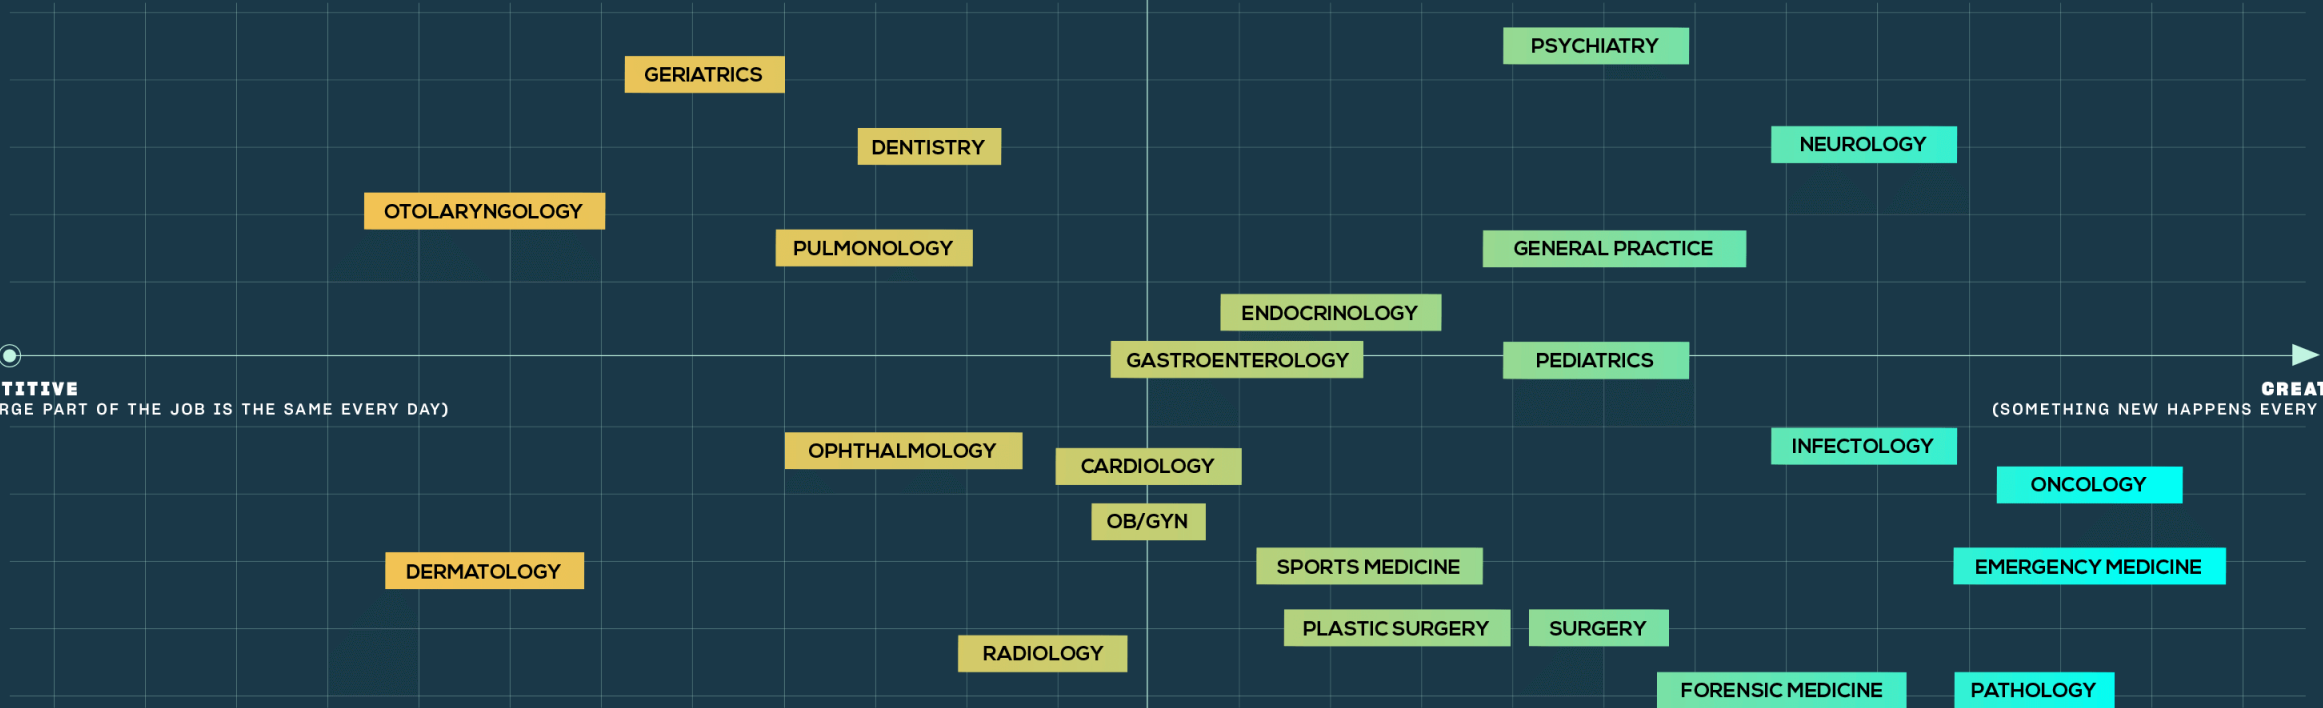 PSYCHIATRY
GERIATRICS
DENTISTRY
NEUROLOGY
OTOLARYNGOLOGY
PULMONOLOGY
GENERAL PRACTICE
ENDOCRINOLOGY
GASTROENTEROLOGY
PEDIATRICS
TITIVE
CREAT
RGE PART OF THE JOB IS THE SAME EVERY DAY)
(SOMETHING NEW HAPPENS EVERY
OPHTHALMOLOGY
CARDIOLOGY
INFECTOLOGY
ONCOLOGY
OB/GYN
DERMATOLOGY
SPORTS MEDICINE
EMERGENCY MEDICINE
PLASTIC SURGERY
SURGERY
RADIOLOGY
FORENSIC MEDICINE
PATHOLOGY